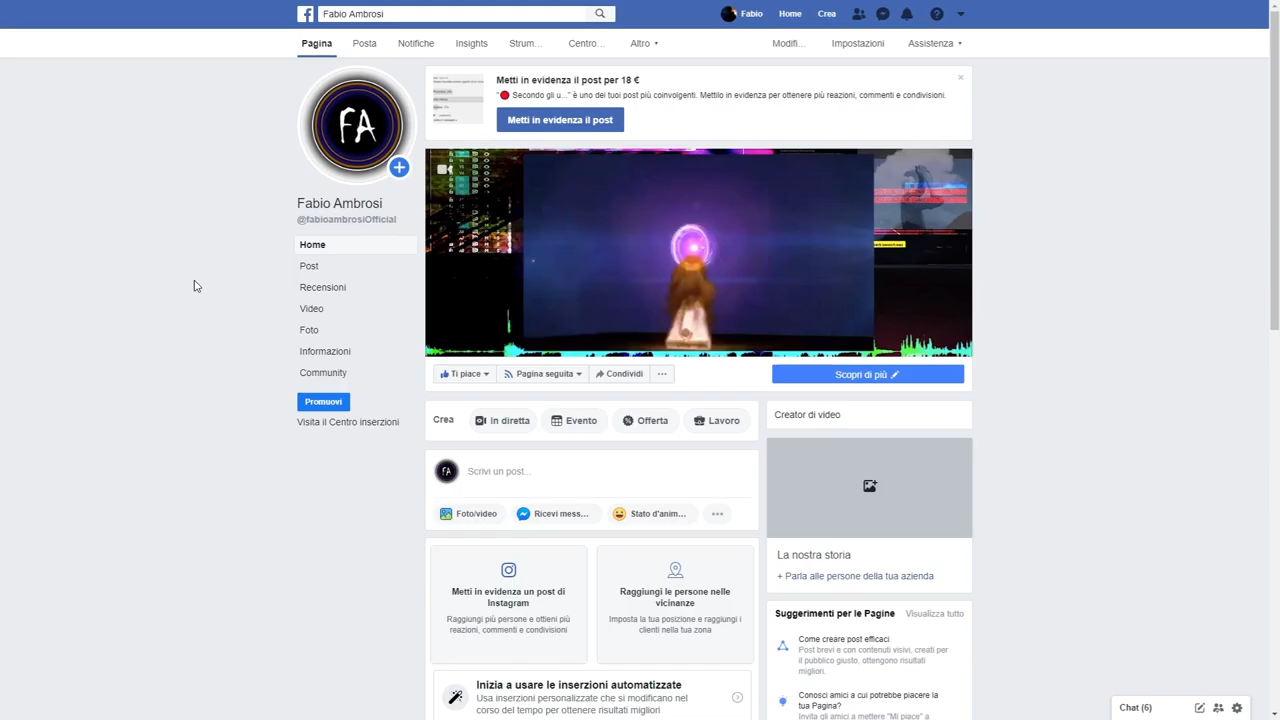 Fabio Ambrosi
Fabio Home Crea
Pagina Posta Notifiche Insights Strum... Centro... Altro Modifi... Impostazioni Assistenza
FA
Fabio Ambrosi
@fabioambrosiOfficial
Home
Post
Recensioni
Video
Foto
Informazioni
Community
Promuovi
Visita il Centro inserzioni
Metti in evidenza il post per 18 €
"🔴 Secondo gli u..." è uno dei tuoi post più coinvolgenti. Mettilo in evidenza per ottenere più reazioni, commenti e condivisioni.
Metti in evidenza il post
Ti piace Pagina seguita Condividi ...
Scopri di più
Crea In diretta Evento Offerta Lavoro
FA Scrivi un post...
Foto/video Ricevi mess... Stato d'anim... ...
Metti in evidenza un post di
Instagram
Raggiungi più persone e ottieni più
reazioni, commenti e condivisioni
Raggiungi le persone nelle
vicinanze
Imposta la tua posizione e raggiungi i
clienti nella tua zona
Inizia a usare le inserzioni automatizzate
Usa inserzioni personalizzate che si modificano nel
corso del tempo per ottenere risultati migliori
Creator di video
La nostra storia
+ Parla alle persone della tua azienda
Suggerimenti per le Pagine Visualizza tutto
Come creare post efficaci
Post brevi e con contenuti visivi, creati per
il pubblico giusto, ottengono risultati
migliori.
Conosci amici a cui potrebbe piacere la
tua Pagina?
Invita gli amici a mettere "Mi piace" a
Chat (6)